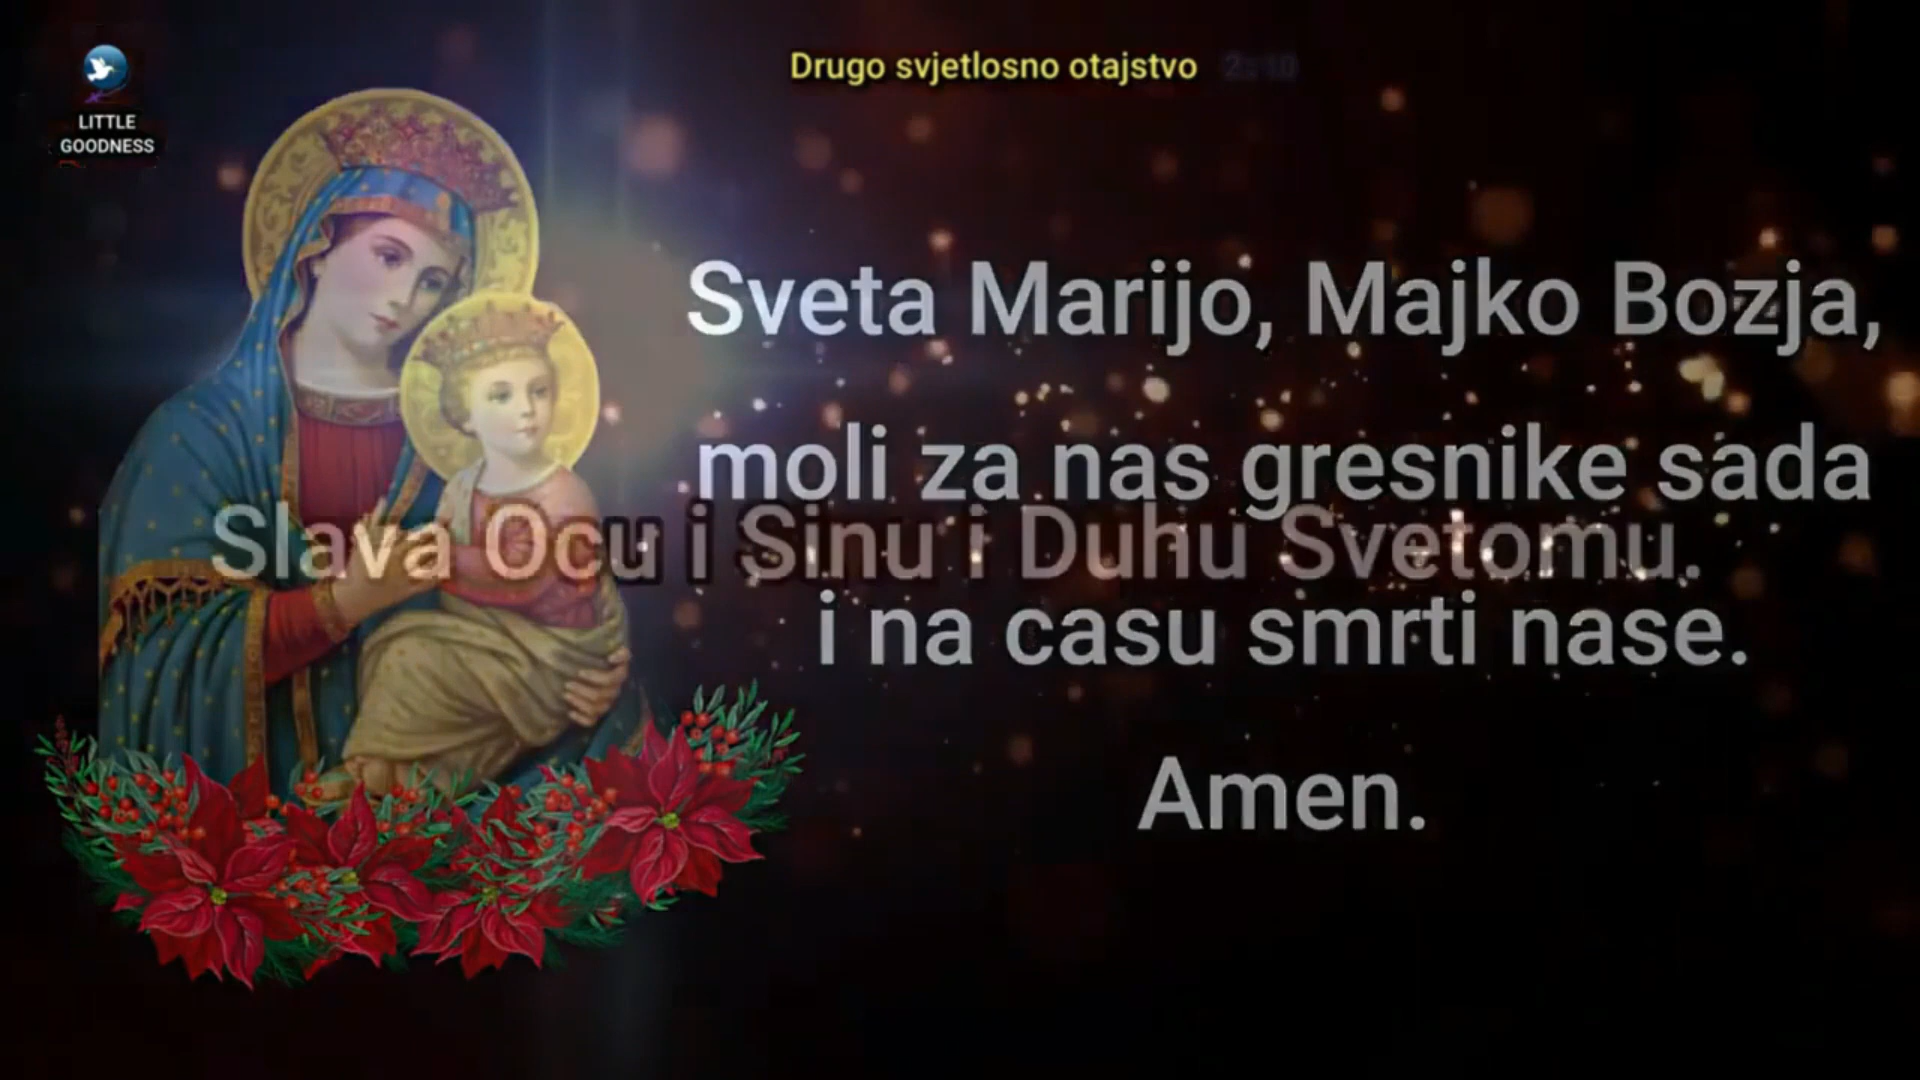 Drugo svjetlosno otajstvo
LITTLE
GOODNESS
Sveta Marijo, Majko Bozja,
moli za nas gresnike sada
Slava Ocu i Sinu i Duhu Svetomu.
i na casu smrti nase.
Amen.